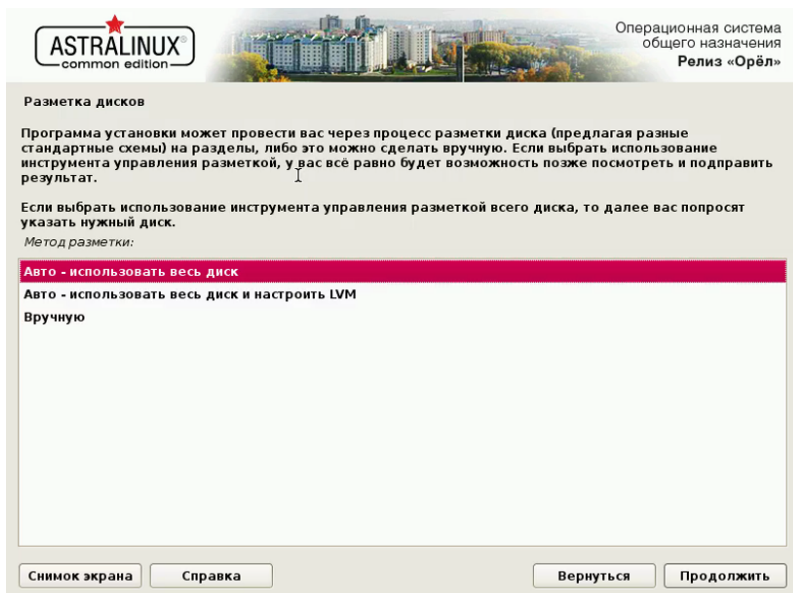 ASTRALINUX®
common edition
Операционная система
общего назначения
Релиз «Орёл»
Разметка дисков
Программа установки может провести вас через процесс разметки диска (предлагая разные
стандартные схемы) на разделы, либо это можно сделать вручную. Если выбрать использование
инструмента управления разметкой, у вас всё равно будет возможность позже посмотреть и подправить
результат.
Если выбрать использование инструмента управления разметкой всего диска, то далее вас попросят
указать нужный диск.
Метод разметки:
Авто - использовать весь диск
Авто - использовать весь диск и настроить LVM
Вручную
Снимок экрана
Справка
Вернуться
Продолжить